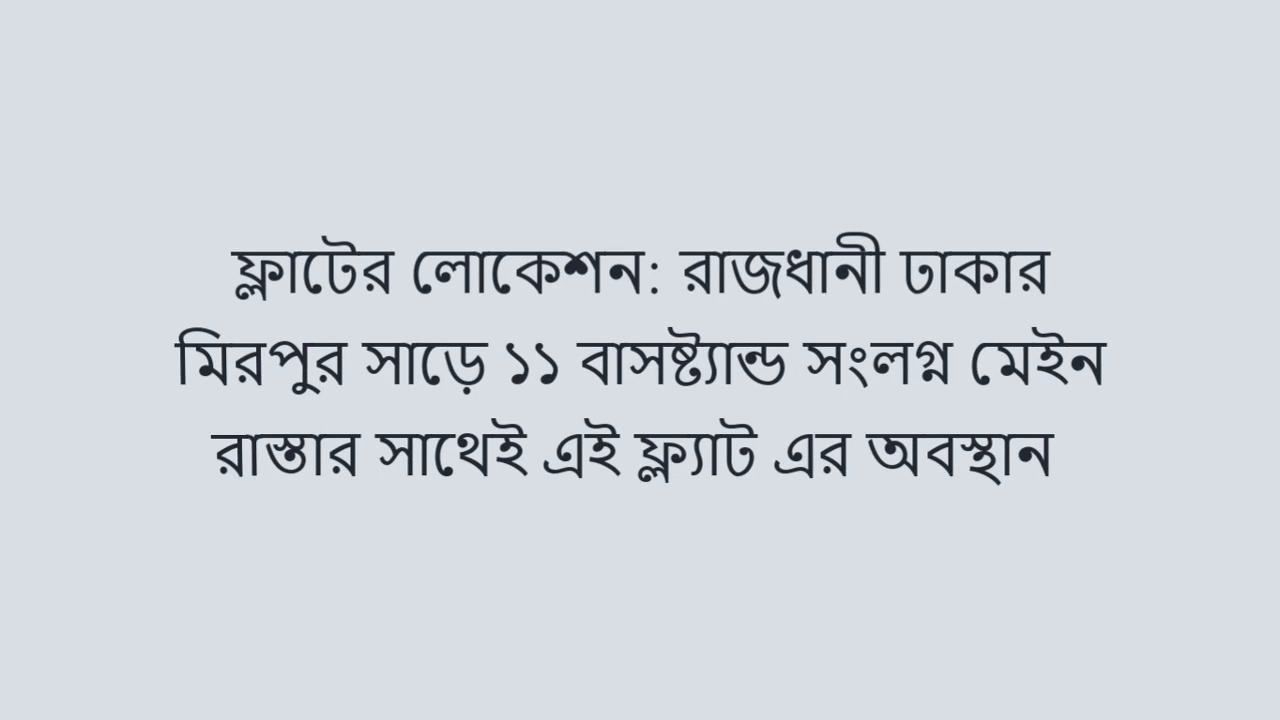 ফ্লাটের লোকেশন: রাজধানী ঢাকার
মিরপুর সাড়ে ১১ বাসষ্ট্যান্ড সংলগ্ন মেইন
রাস্তার সাথেই এই ফ্ল্যাট এর অবস্থান